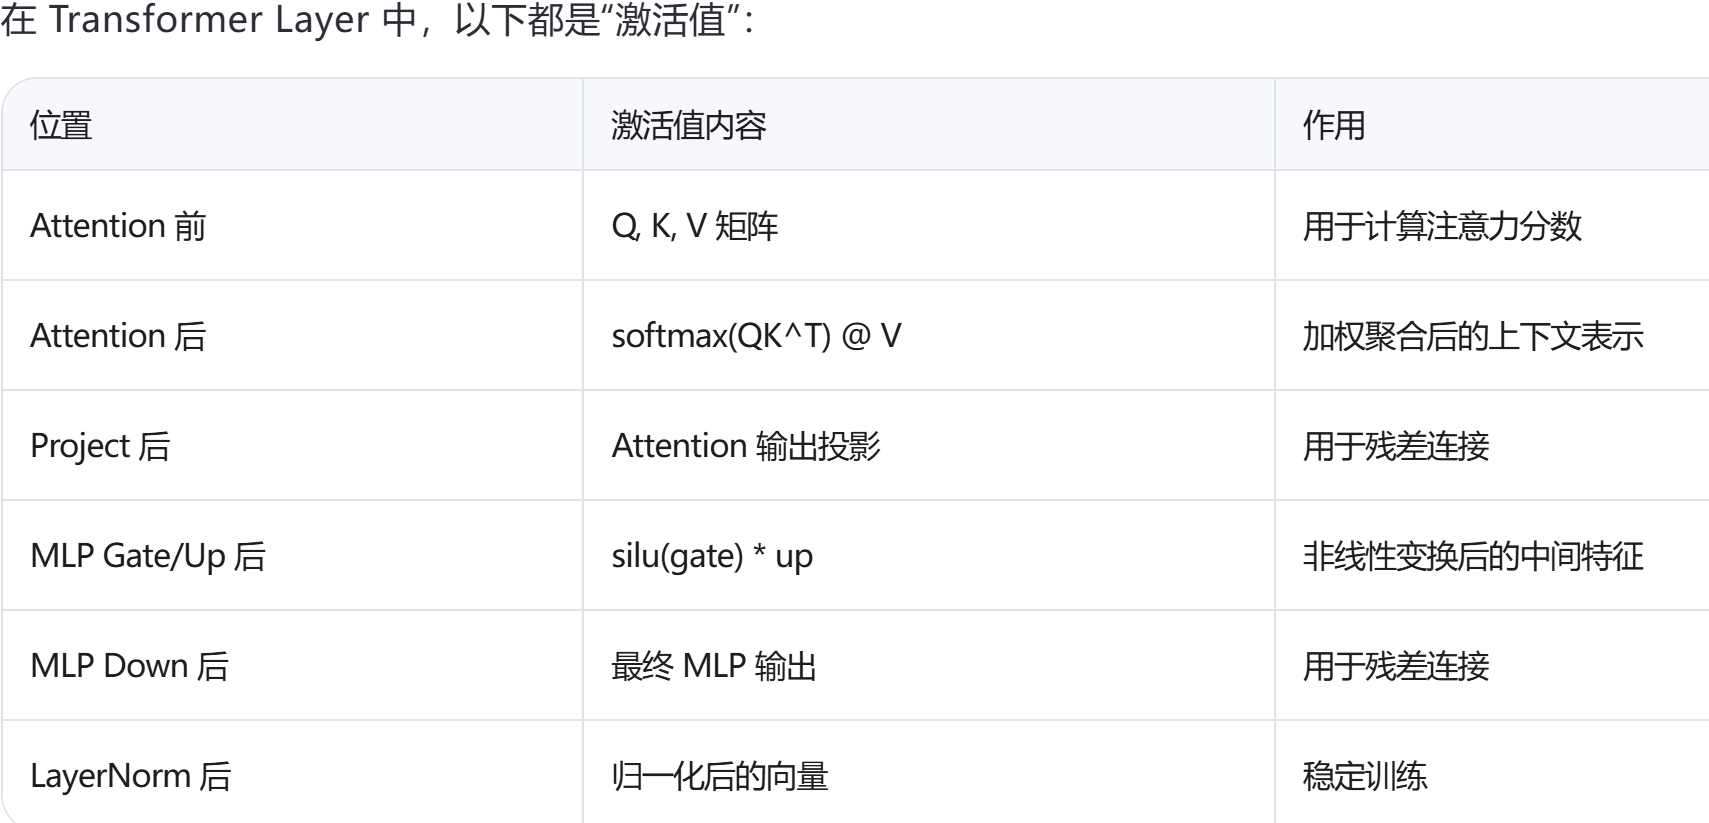 在 Transformer Layer 中，以下都是“激活值”：
位置 激活值内容 作用
Attention 前 Q, K, V 矩阵 用于计算注意力分数
Attention 后 softmax(QK^T) @ V 加权聚合后的上下文表示
Project 后 Attention 输出投影 用于残差连接
MLP Gate/Up 后 silu(gate) * up 非线性变换后的中间特征
MLP Down 后 最终 MLP 输出 用于残差连接
LayerNorm 后 归一化后的向量 稳定训练